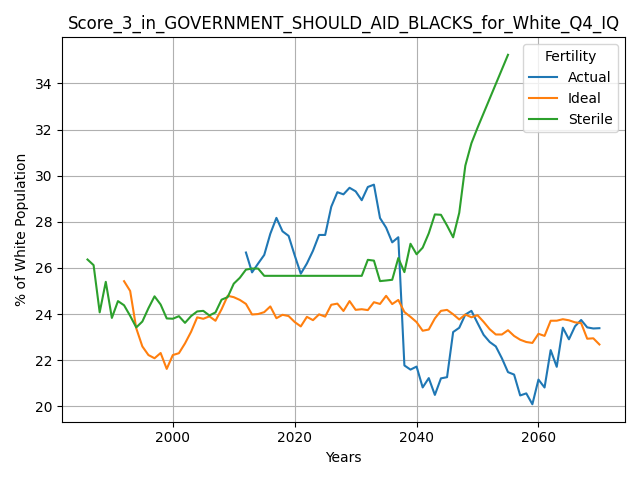 Score_3_in_GOVERNMENT_SHOULD_AID_BLACKS_for_White_Q4_IQ
Fertility
Actual
Ideal
Sterile
% of White Population
34
32
30
28
26
24
22
20
2000
2020
2040
2060
Years